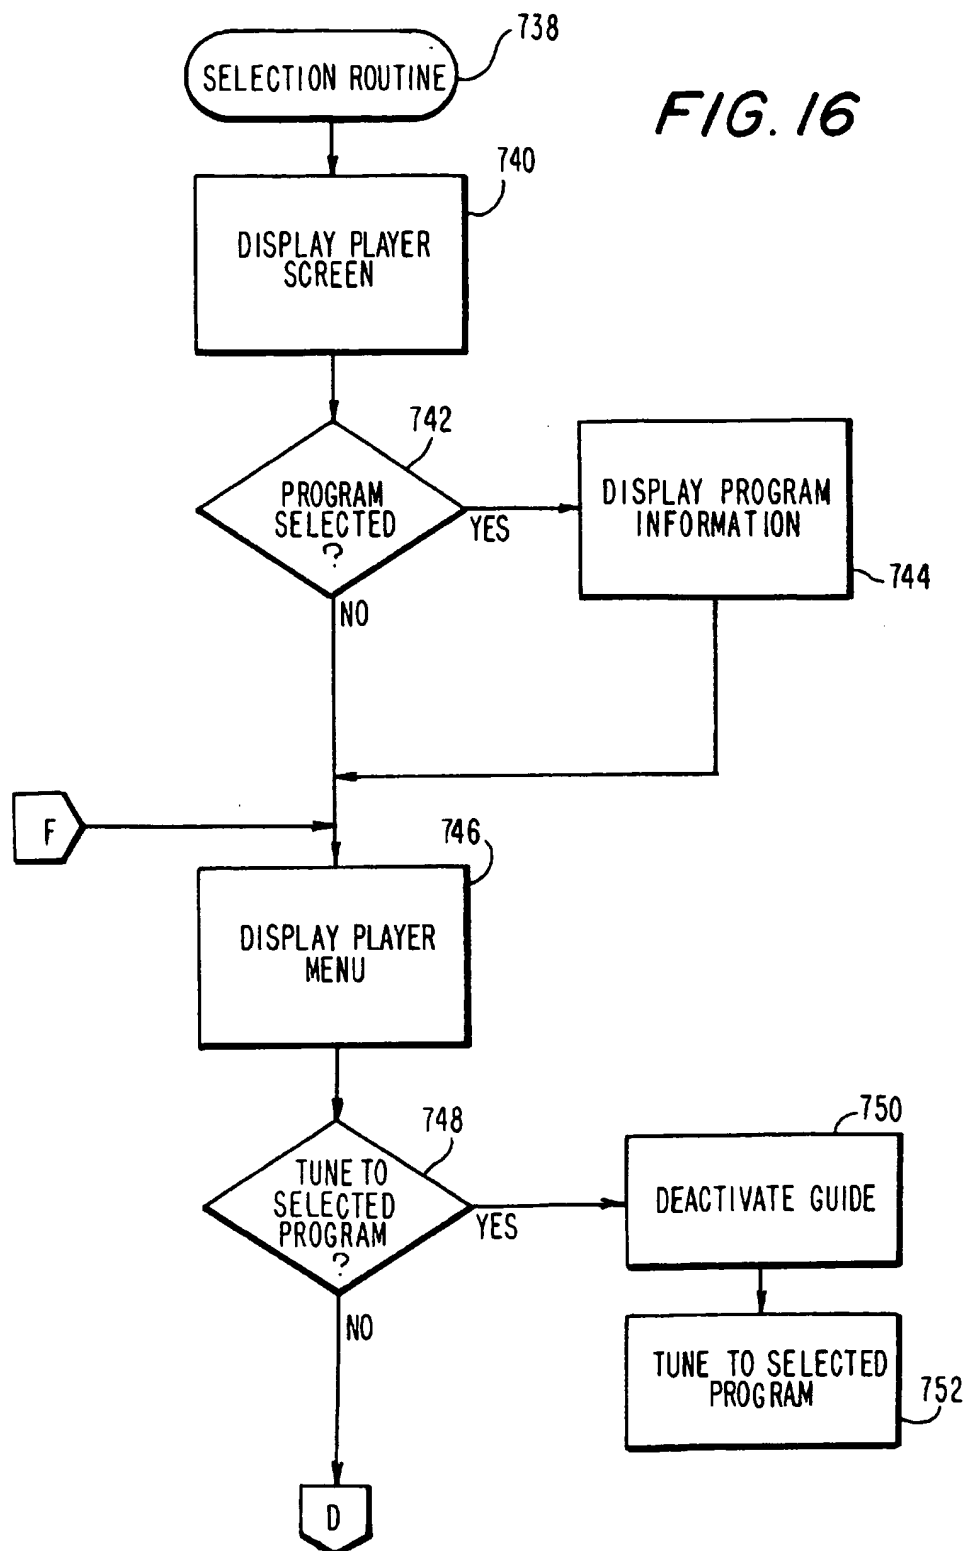 738
SELECTION ROUTINE
FIG. 16
740
DISPLAY PLAYER
SCREEN
742
PROGRAM
SELECTED
?
YES
NO
DISPLAY PROGRAM
INFORMATION
744
F
746
DISPLAY PLAYER
MENU
748
TUNE TO
SELECTED
PROGRAM
?
YES
NO
750
DEACTIVATE GUIDE
TUNE TO SELECTED
PROGRAM
752
D